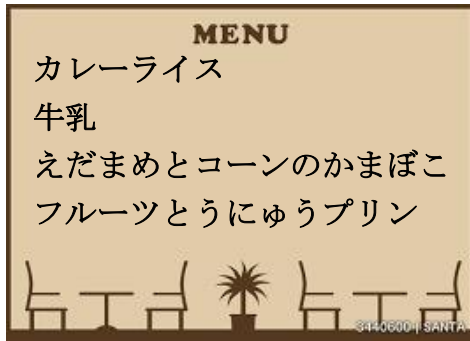 MENU
カレーライス
牛乳
えだまめとコーンのかまぼこ
フルーツとうにゅうプリン
3440600 | SANTA